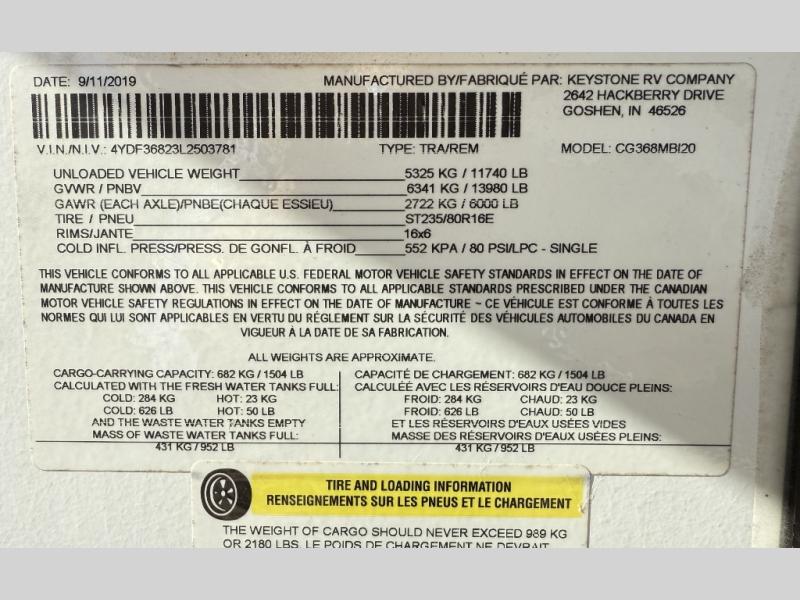 DATE: 9/11/2019 MANUFACTURED BY/FABRIQUÉ PAR: KEYSTONE RV COMPANY
2642 HACKBERRY DRIVE
GOSHEN, IN 46526
V.I.N./N.I.V.: 4YDF36823L2503781 TYPE: TRA/REM MODEL: CG368MBI20
UNLOADED VEHICLE WEIGHT 5325 KG / 11740 LB
GVWR / PNBV 6341 KG / 13980 LB
GAWR (EACH AXLE)/PNBE(CHAQUE ESSIEU) 2722 KG / 6000 LB
TIRE / PNEU ST235/80R16E
RIMS/JANTE 16x6
COLD INFL. PRESS/PRESS. DE GONFL. À FROID 552 KPA / 80 PSI/LPC - SINGLE
THIS VEHICLE CONFORMS TO ALL APPLICABLE U.S. FEDERAL MOTOR VEHICLE SAFETY STANDARDS IN EFFECT ON THE DATE OF
MANUFACTURE SHOWN ABOVE. THIS VEHICLE CONFORMS TO ALL APPLICABLE STANDARDS PRESCRIBED UNDER THE CANADIAN
MOTOR VEHICLE SAFETY REGULATIONS IN EFFECT ON THE DATE OF MANUFACTURE ~ CE VÉHICULE EST CONFORME À TOUTES LES
NORMES QUI LUI SONT APPLICABLES EN VERTU DU RÉGLEMENT SUR LA SÉCURITÉ DES VÉHICULES AUTOMOBILES DU CANADA EN
VIGUEUR À LA DATE DE SA FABRICATION.
ALL WEIGHTS ARE APPROXIMATE.
CARGO-CARRYING CAPACITY: 682 KG / 1504 LB
CALCULATED WITH THE FRESH WATER TANKS FULL:
COLD: 284 KG HOT: 23 KG
COLD: 626 LB HOT: 50 LB
AND THE WASTE WATER TANKS EMPTY
MASS OF WASTE WATER TANKS FULL:
431 KG / 952 LB
CAPACITÉ DE CHARGEMENT: 682 KG / 1504 LB
CALCULÉE AVEC LES RÉSERVOIRS D'EAU DOUCE PLEINS:
FROID: 284 KG CHAUD: 23 KG
FROID: 626 LB CHAUD: 50 LB
ET LES RÉSERVOIRS D'EAUX USÉES VIDES
MASSE DES RÉSERVOIRS D'EAUX USÉES PLEINS:
431 KG / 952 LB
TIRE AND LOADING INFORMATION
RENSEIGNEMENTS SUR LES PNEUS ET LE CHARGEMENT
THE WEIGHT OF CARGO SHOULD NEVER EXCEED 989 KG
OR 2180 LBS. LE POIDS DE CHARGEMENT NE DEVRAIT